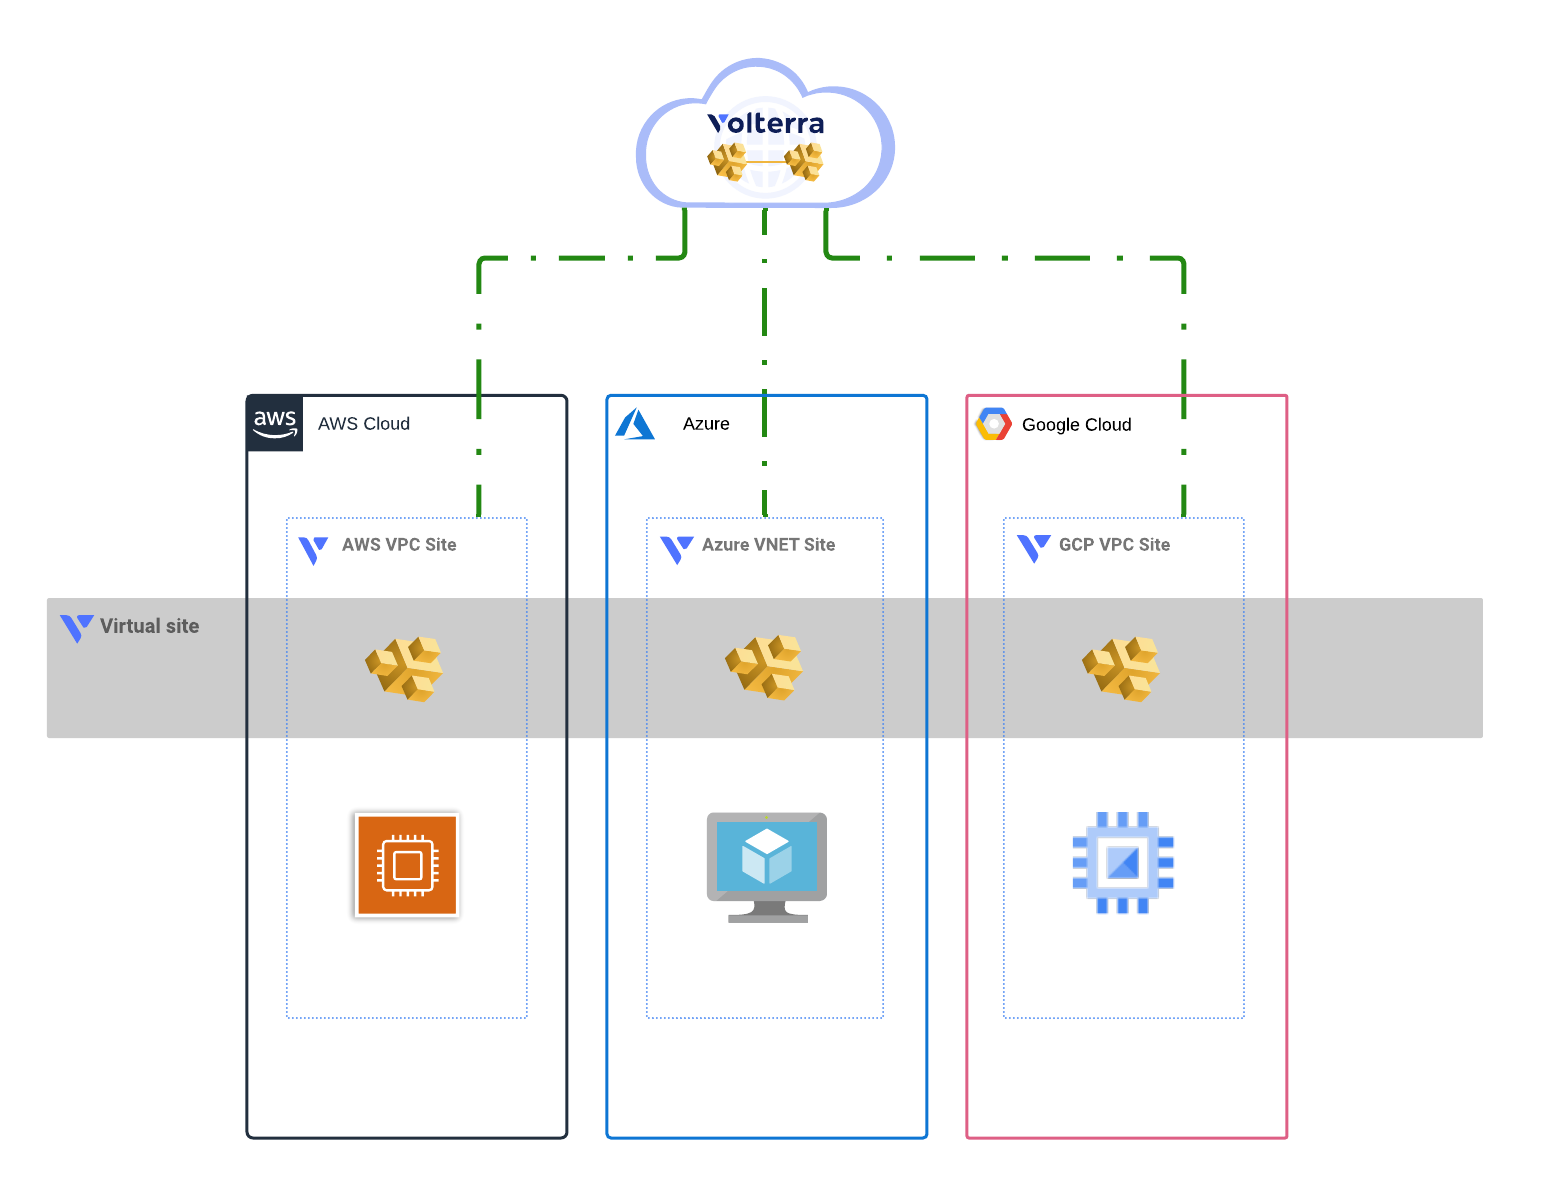 Volterra
aws
AWS Cloud
Azure
Google Cloud
AWS VPC Site
Azure VNET Site
GCP VPC Site
Virtual site